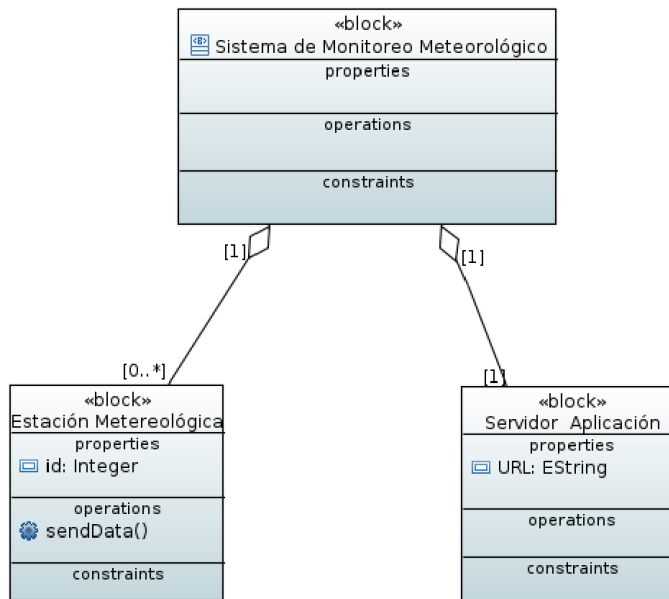 «block»
Sistema de Monitoreo Meteorológico
properties
operations
constraints
[1]
[1]
[0..*]
[1]
«block»
Estación Metereológica
properties
id: Integer
operations
sendData()
constraints
«block»
Servidor Aplicación
properties
URL: EString
operations
constraints